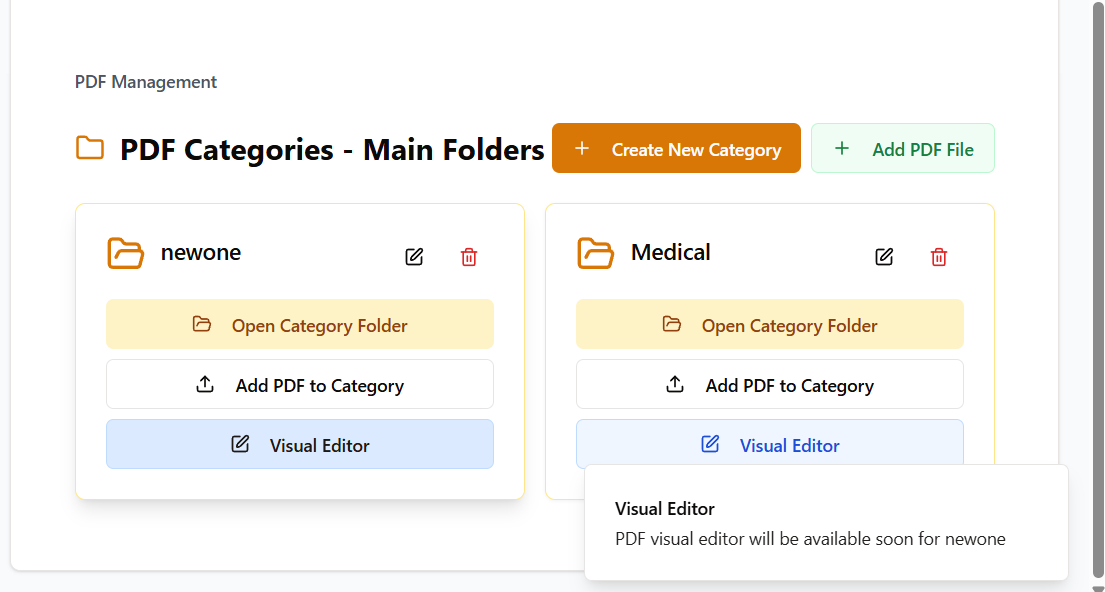 PDF Management
PDF Categories - Main Folders
Create New Category
Add PDF File
newone
Medical
Open Category Folder
Open Category Folder
Add PDF to Category
Add PDF to Category
Visual Editor
Visual Editor
Visual Editor
PDF visual editor will be available soon for newone